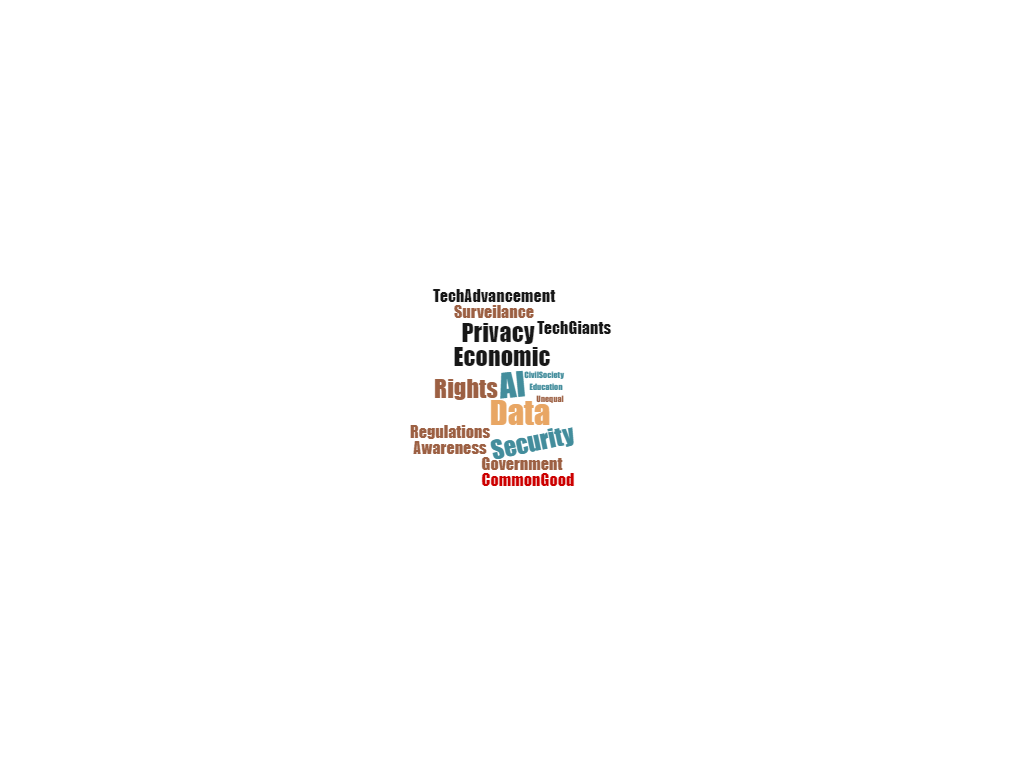 TechAdvancement
Surveilance
Privacy TechGiants
Economic
Rights AI CivilSociety
Education
Unequal
Data
Regulations
Awareness Security
Government
CommonGood